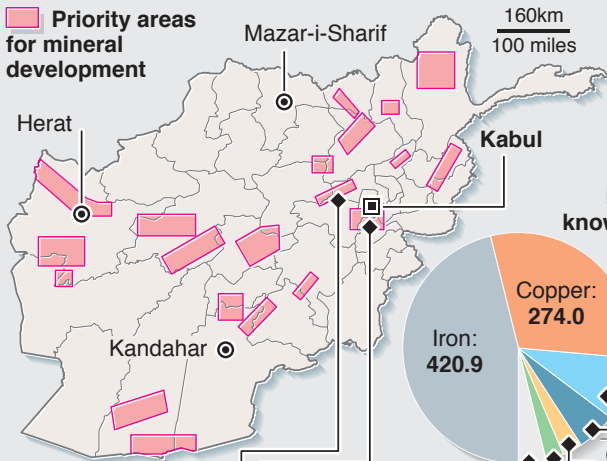 Priority areas
for mineral
development
Mazar-i-Sharif
160km
100 miles
Herat
Kabul
Copper:
274.0
Iron:
420.9
Kandahar